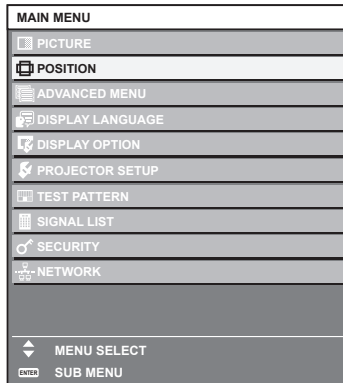 MAIN MENU
PICTURE
POSITION
ADVANCED MENU
DISPLAY LANGUAGE
DISPLAY OPTION
PROJECTOR SETUP
TEST PATTERN
SIGNAL LIST
SECURITY
NETWORK
MENU SELECT
ENTER SUB MENU